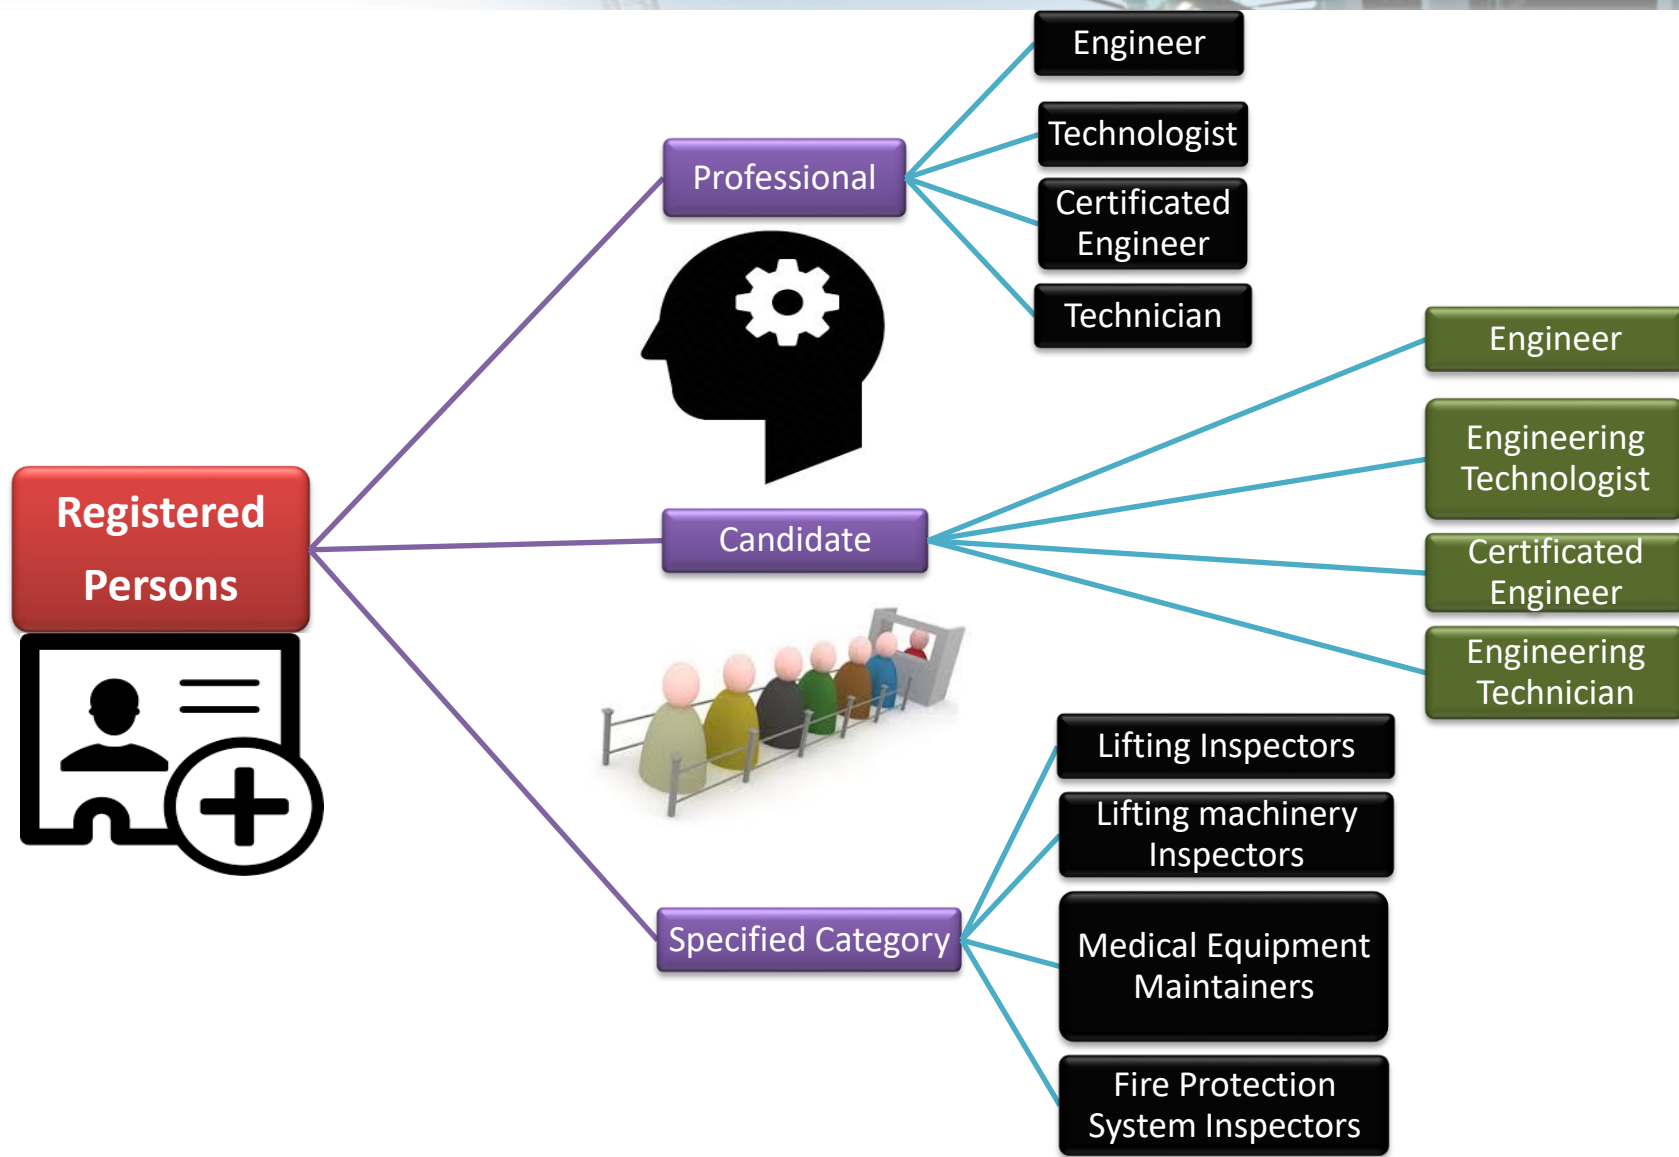 Registered
Persons
Professional
Engineer
Technologist
Certificated
Engineer
Technician
Candidate
Engineer
Engineering
Technologist
Certificated
Engineer
Engineering
Technician
Specified Category
Lifting Inspectors
Lifting machinery
Inspectors
Medical Equipment
Maintainers
Fire Protection
System Inspectors